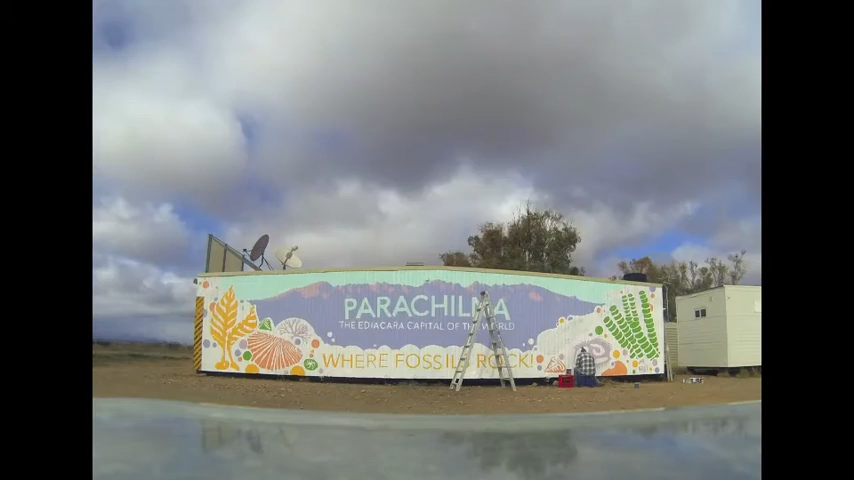 PARACHILNA
THE EDIACARA CAPITAL OF THE WORLD
WHERE FOSSILS ROCK!